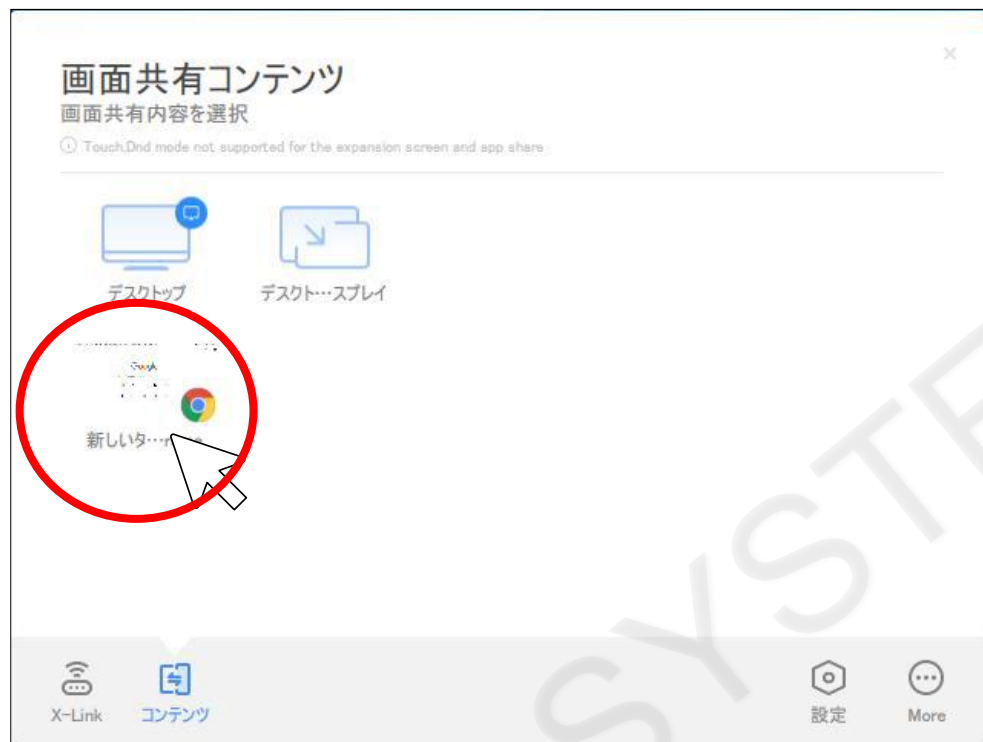 画面共有コンテンツ
画面共有内容を選択
Touch,Dnd mode not supported for the expansion screen and app share
デスクトップ
デスクト…スプレイ
Google
新しいタ…
X-Link
コンテンツ
設定
More
SYSTE